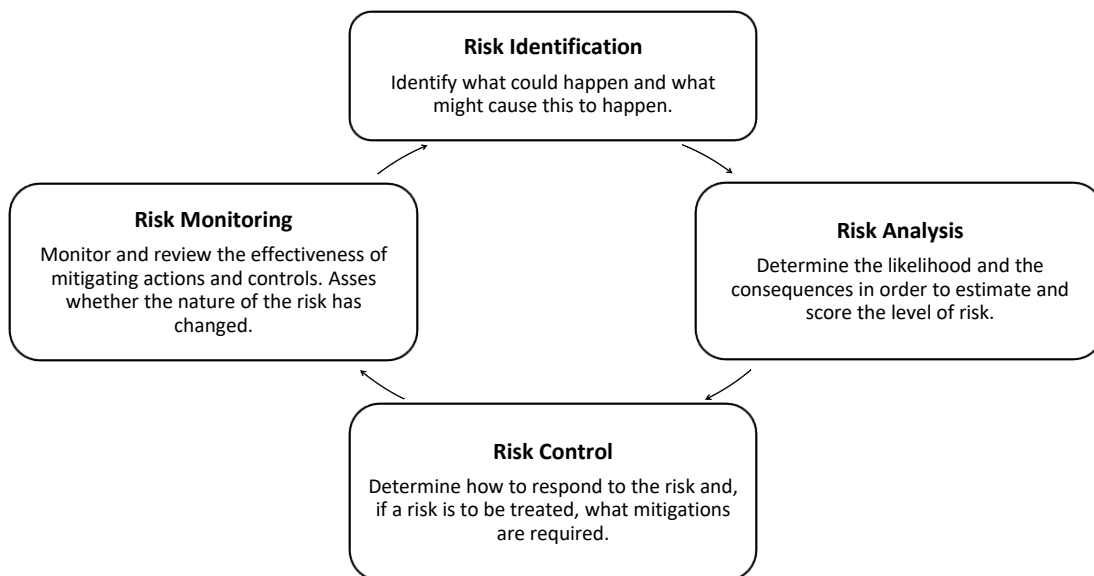 Risk Identification
Identify what could happen and what
might cause this to happen.
Risk Monitoring
Monitor and review the effectiveness of
mitigating actions and controls. Asses
whether the nature of the risk has
changed.
Risk Analysis
Determine the likelihood and the
consequences in order to estimate and
score the level of risk.
Risk Control
Determine how to respond to the risk and,
if a risk is to be treated, what mitigations
are required.